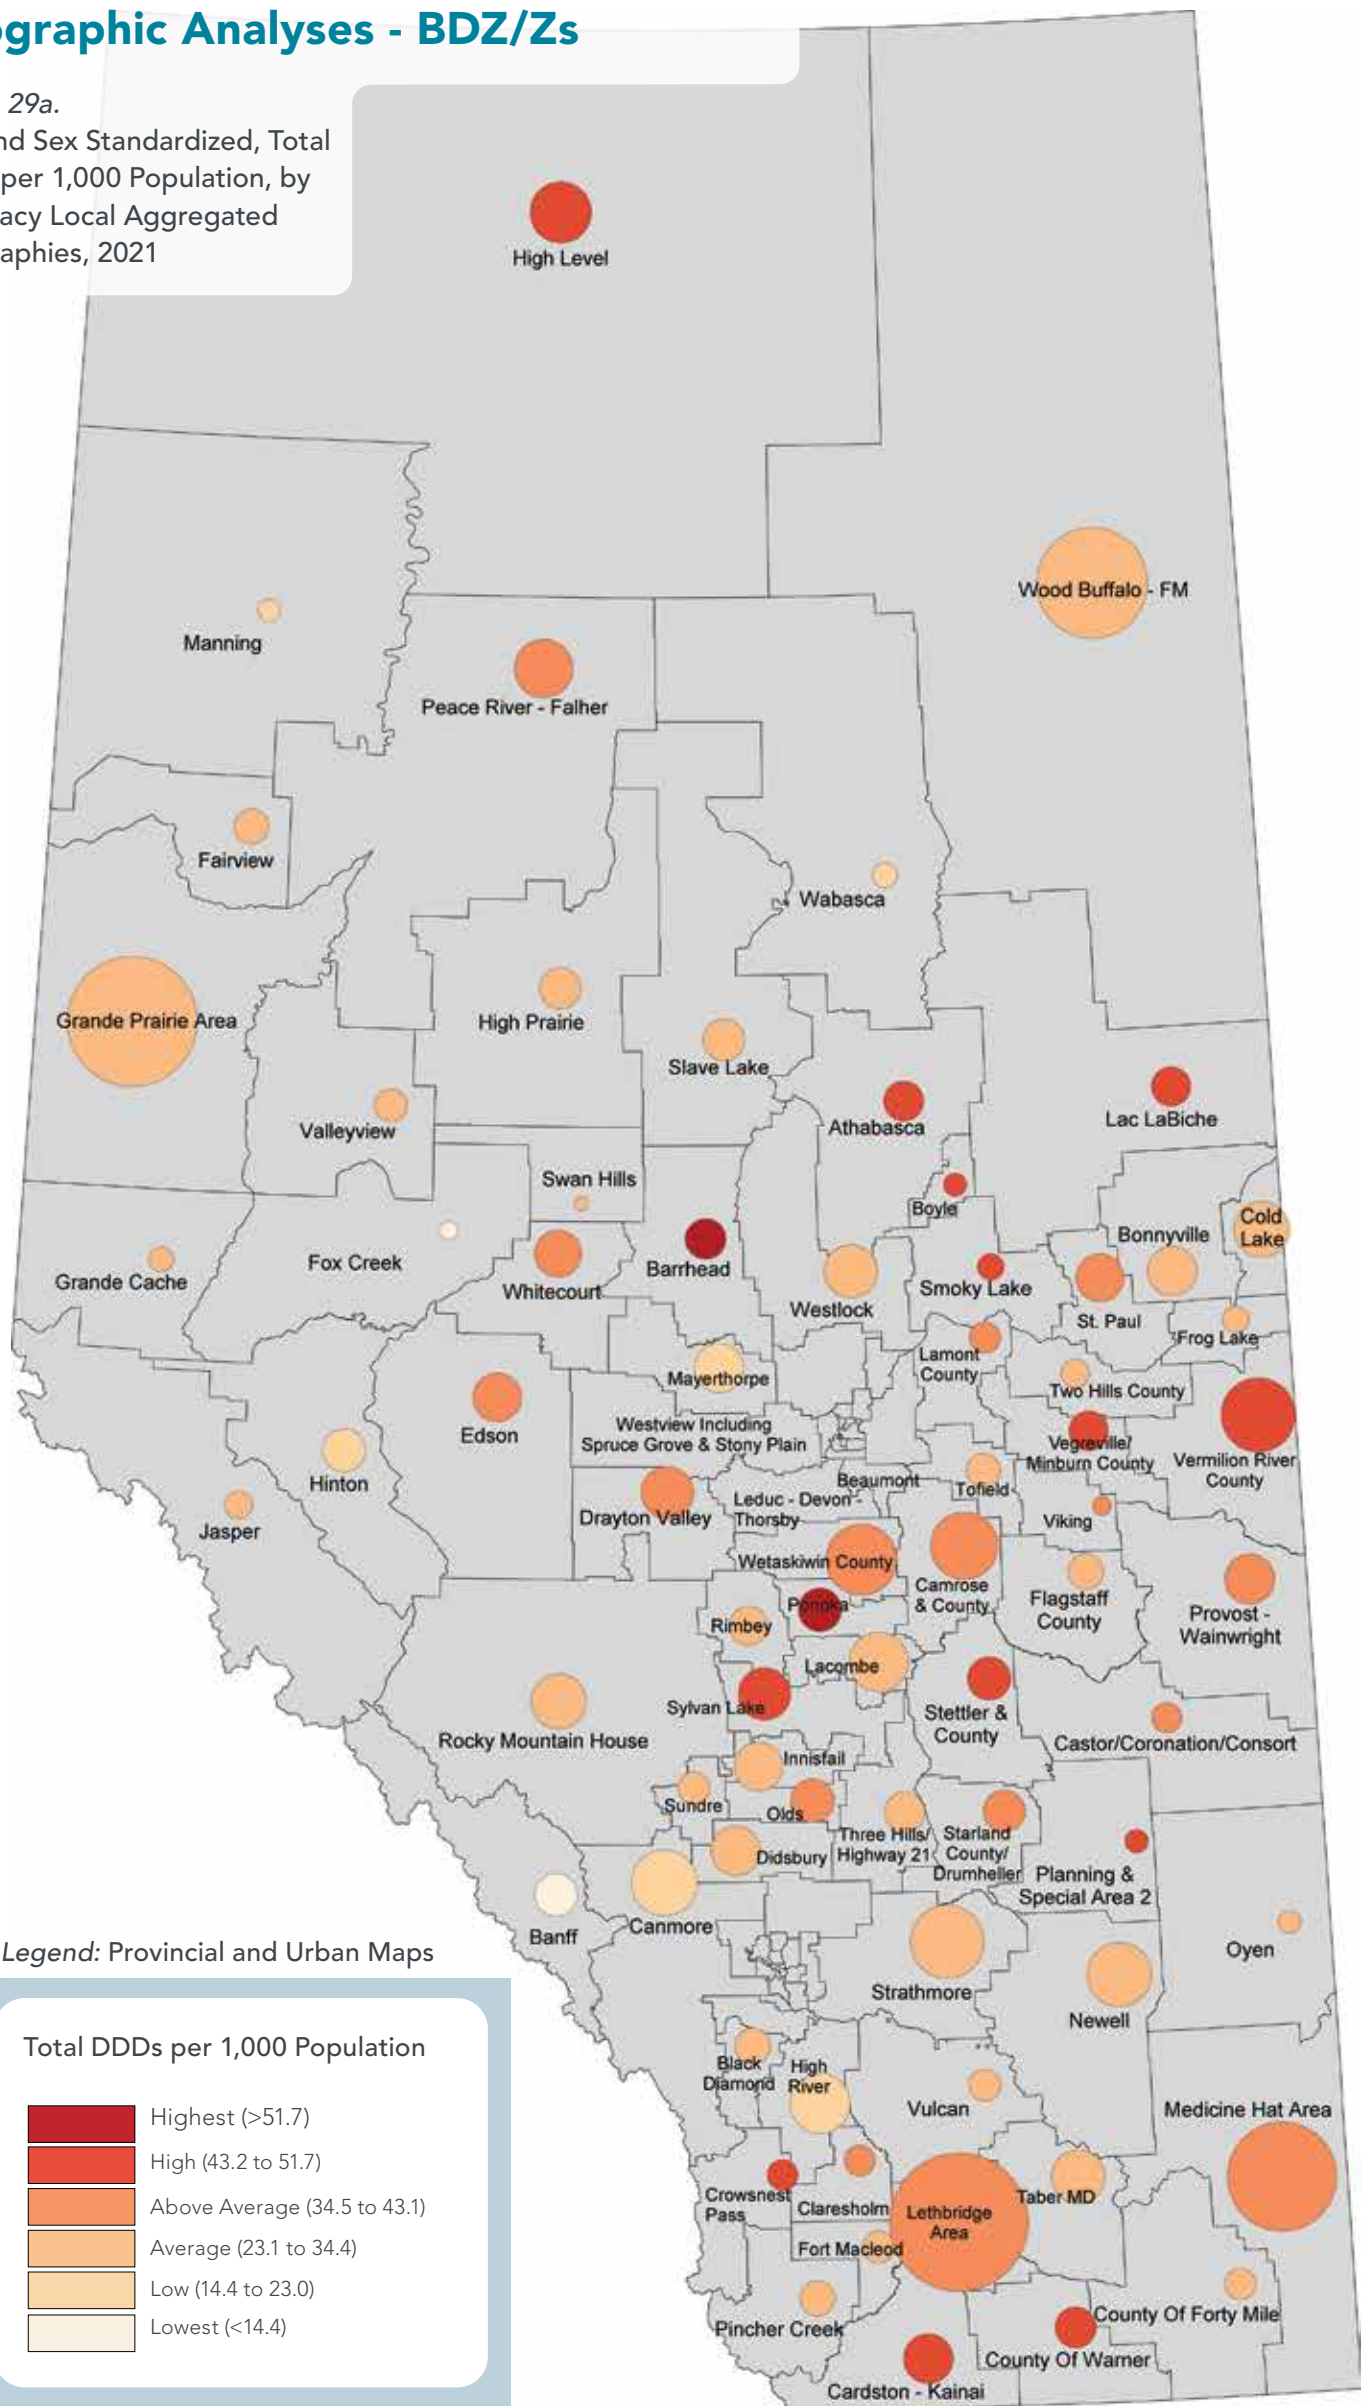 ographic Analyses - BDZ/Zs
29a.
nd Sex Standardized, Total
per 1,000 Population, by
acy Local Aggregated
aphies, 2021
High Level
Wood Buffalo - FM
Manning
Peace River - Falher
Fairview
Wabasca
Grande Prairie Area
High Prairie
Slave Lake
Valleyview
Athabasca
Lac LaBiche
Swan Hills
Boyle
Cold
Lake
Bonnyville
Fox Creek
Grande Cache
Whitecourt
Barrhead
Smoky Lake
Westlock
St. Paul
Frog Lake
Lamont
County
Mayerthorpe
Two Hills County
Westview Including
Spruce Grove & Stony Plain
Edson
Vegreville/
Minburn County
Vermilion River
County
Hinton
Beaumont
Tofield
Leduc - Devon -
Thorsby
Drayton Valley
Viking
Jasper
Wetaskiwin County
Camrose
& County
Flagstaff
County
Ponoka
Provost -
Wainwright
Rimbey
Lacombe
Sylvan Lake
Stettler &
County
Rocky Mountain House
Castor/Coronation/Consort
Innisfail
Sundre
Olds
Three Hills/
Highway 21
Starland
County/
Drumheller
Didsbury
Planning &
Special Area 2
Banff
Canmore
Oyen
Strathmore
Newell
Black
Diamond
High
River
Vulcan
Medicine Hat Area
Crowsnest
Pass
Claresholm
Taber MD
Lethbridge
Area
Fort Macleod
Pincher Creek
County Of Forty Mile
County Of Warner
Cardston - Kainai
Legend: Provincial and Urban Maps
Total DDDs per 1,000 Population
Highest (>51.7)
High (43.2 to 51.7)
Above Average (34.5 to 43.1)
Average (23.1 to 34.4)
Low (14.4 to 23.0)
Lowest (<14.4)